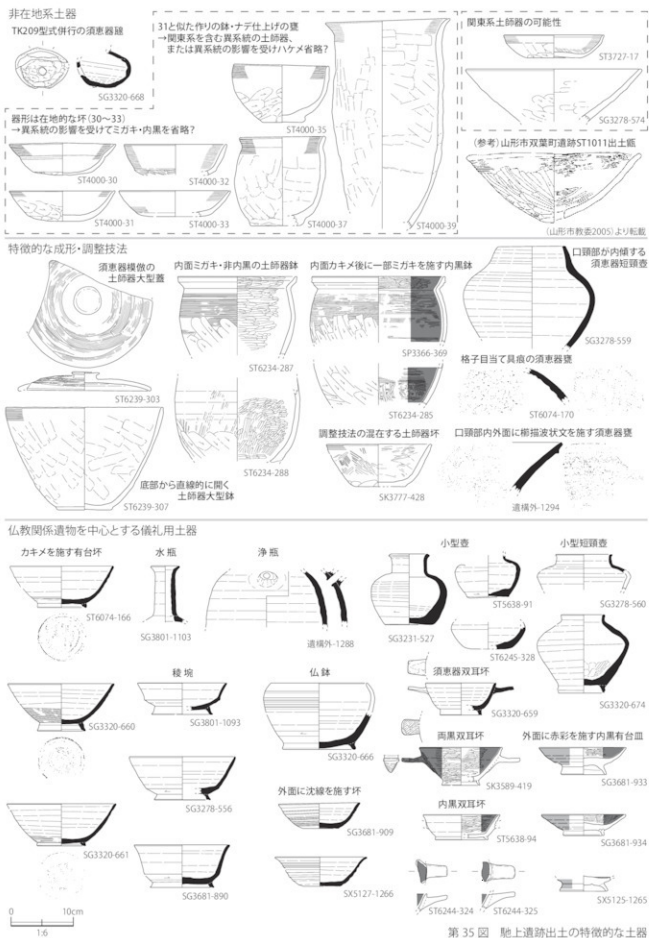 非在地系土器
TK209型式併行の須恵器𤭯
SG3320-668
31と似た作りの鉢・ナデ仕上げの甕
→関東系を含む異系統の土師器、
または異系統の影響を受けハケメ省略?
ST4000-35
ST4000-37
ST4000-39
器形は在地的な坏(30～33)
→異系統の影響を受けてミガキ・内黒を省略?
ST4000-30
ST4000-32
ST4000-31
ST4000-33
関東系土師器の可能性
ST3727-17
SG3278-574
(参考)山形市双葉町遺跡ST1011出土甑
(山形市教委2005)より転載
特徴的な成形・調整技法
須恵器模倣の
土師器大型蓋
ST6239-303
ST6239-307
底部から直線的に開く
土師器大型鉢
内面ミガキ・非内黒の土師器鉢
ST6234-287
ST6234-288
内面カキメ後に一部ミガキを施す内黒鉢
SP3366-369
ST6234-285
調整技法の混在する土師器坏
SK3777-428
口頸部が内傾する
須恵器短頸壺
SG3278-559
格子目当て具痕の須恵器甕
ST6074-170
口頸部内外面に櫛描波状文を施す須恵器甕
遺構外-1294
仏教関係遺物を中心とする儀礼用土器
カキメを施す有台坏
ST6074-166
SG3320-660
SG3320-661
水瓶
SG3801-1103
浄瓶
遺構外-1288
小型壺
SG3231-527
ST5638-91
ST6245-328
小型短頸壺
SG3278-560
SG3320-674
稜埦
SG3801-1093
SG3278-556
SG3681-890
仏鉢
SG3320-666
外面に沈線を施す坏
SG3681-909
SX5127-1266
須恵器双耳坏
SG3320-659
両黒双耳坏
SK3589-419
内黒双耳坏
ST5638-94
ST6244-324
ST6244-325
外面に赤彩を施す内黒有台皿
SG3681-933
SG3681-934
SX5125-1265
0 10cm
1:6
第35図 馳上遺跡出土の特徴的な土器